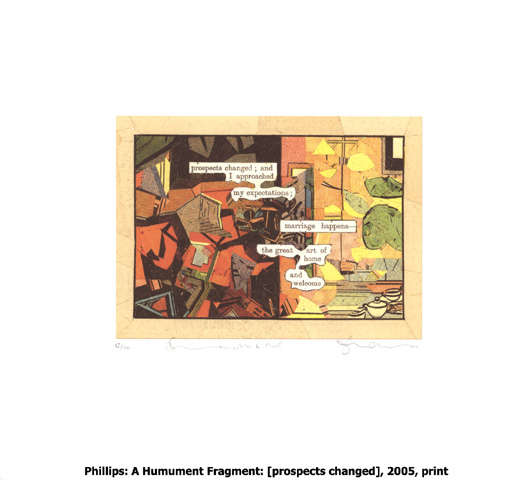 prospects changed ; and
I approached
my expectations ;
marriage happens—
the great art of
home
and
welcome
Phillips: A Humument Fragment: [prospects changed], 2005, print